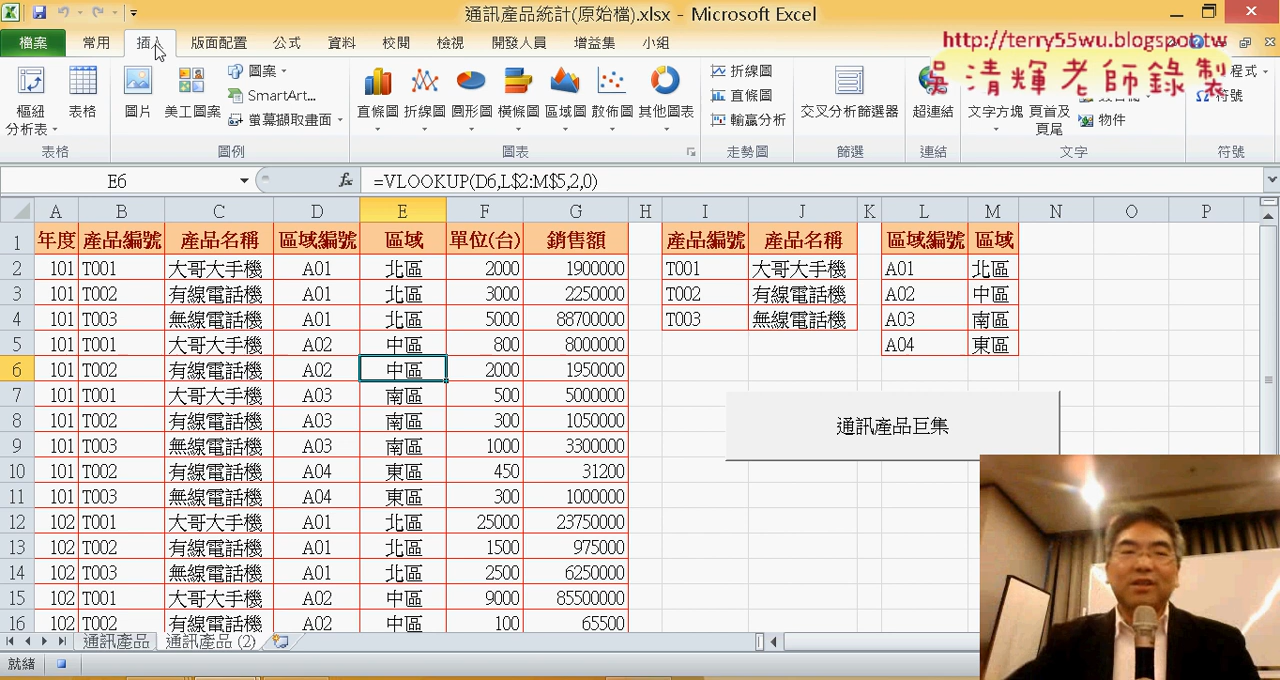 通訊產品統計(原始檔).xlsx - Microsoft Excel
檔案 常用 插入 版面配置 公式 資料 校閱 檢視 開發人員 增益集 小組
http://terry55wu.blogspot.tw
吳清輝老師錄製
樞紐分析表 表格 圖片 美工圖案 圖案 SmartArt... 螢幕擷取畫面 直條圖 折線圖 圓形圖 橫條圖 區域圖 散佈圖 其他圖表 折線圖 直條圖 輸贏分析 交叉分析篩選器 超連結 文字方塊 頁首及頁尾 物件 程式 符號
表格 圖例 圖表 走勢圖 篩選 連結 文字 符號
E6 fx =VLOOKUP(D6,L$2:M$5,2,0)
A B C D E F G H I J K L M N O P
1 年度 產品編號 產品名稱 區域編號 區域 單位(台) 銷售額 產品編號 產品名稱 區域編號 區域
2 101 T001 大哥大手機 A01 北區 2000 1900000 T001 大哥大手機 A01 北區
3 101 T002 有線電話機 A01 北區 3000 2250000 T002 有線電話機 A02 中區
4 101 T003 無線電話機 A01 北區 5000 88700000 T003 無線電話機 A03 南區
5 101 T001 大哥大手機 A02 中區 800 8000000 A04 東區
6 101 T002 有線電話機 A02 中區 2000 1950000
7 101 T001 大哥大手機 A03 南區 500 5000000
8 101 T002 有線電話機 A03 南區 300 1050000
通訊產品巨集
9 101 T003 無線電話機 A03 南區 1000 3300000
10 101 T002 有線電話機 A04 東區 450 31200
11 101 T003 無線電話機 A04 東區 300 1000000
12 102 T001 大哥大手機 A01 北區 25000 23750000
13 102 T002 有線電話機 A01 北區 1500 975000
14 102 T003 無線電話機 A01 北區 2500 6250000
15 102 T001 大哥大手機 A02 中區 9000 85500000
16 102 T002 有線電話機 A02 中區 100 65500
通訊產品 通訊產品 (2)
就緒